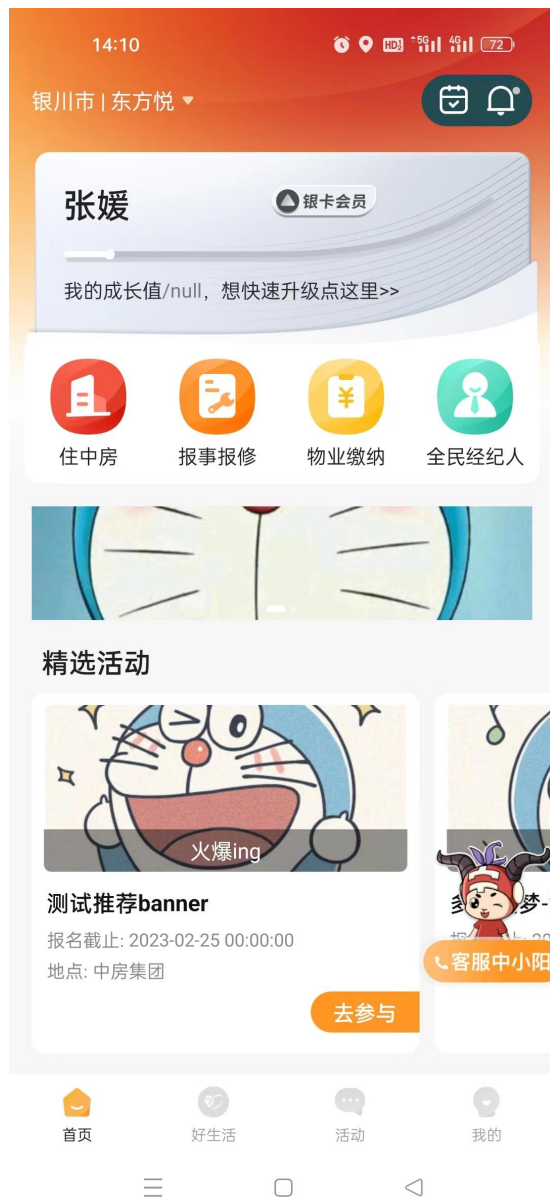 14:10
HD2 5G 4G 72
银川市 | 东方悦
张媛
银卡会员
我的成长值/null，想快速升级点这里>>
住中房
报事报修
物业缴纳
全民经纪人
精选活动
火爆ing
测试推荐banner
报名截止: 2023-02-25 00:00:00
地点: 中房集团
去参与
梦-
客服中小阳
首页
好生活
活动
我的